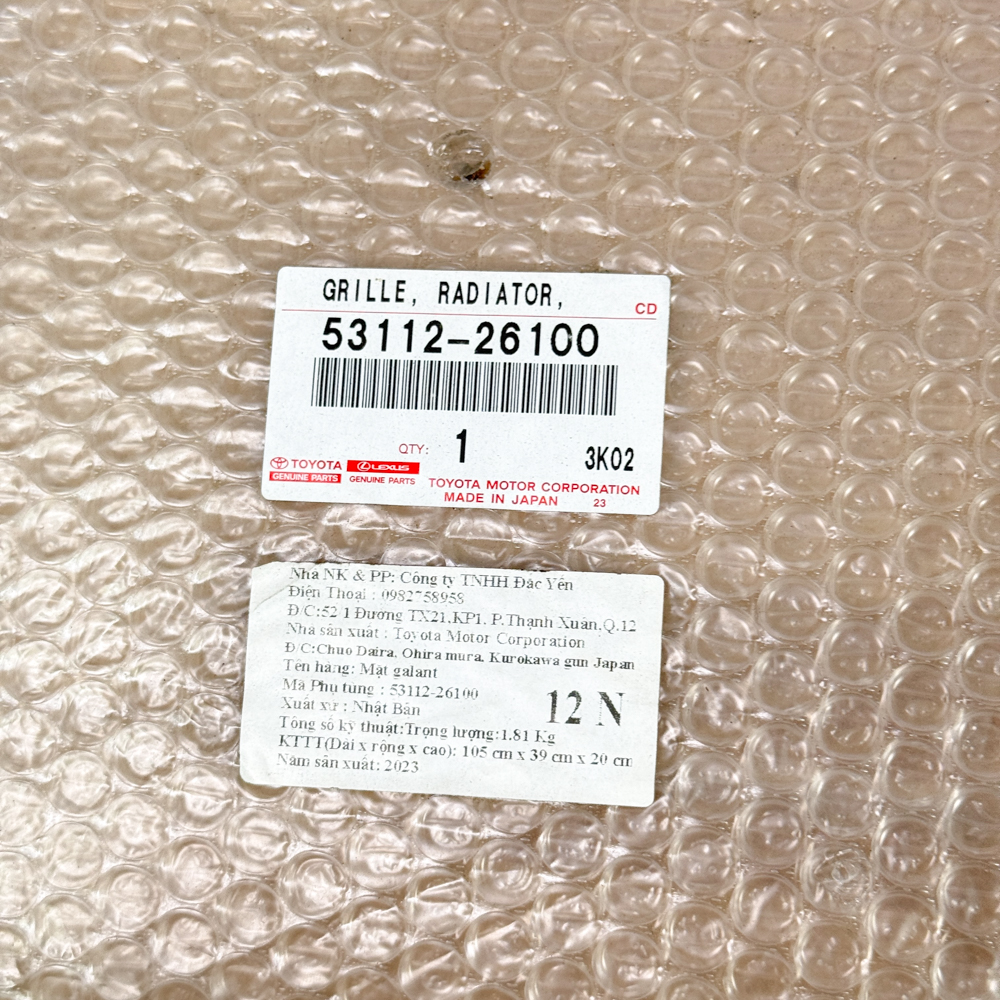 GRILLE, RADIATOR,
CD
53112-26100
QTY: 1
3K02
TOYOTA LEXUS
GENUINE PARTS GENUINE PARTS
TOYOTA MOTOR CORPORATION
MADE IN JAPAN 23
Nhà NK & PP: Công ty TNHH Đắc Yên
Điện Thoại : 0982758958
Đ/C:52 1 Đường TX21,KP1. P.Thạnh Xuân,Q.12
Nhà sản xuất : Toyota Motor Corporation
Đ/C:Chuo Daira, Ohira mura, Kurokawa gun Japan
Tên hàng: Mặt galant
Mã Phụ tùng : 53112-26100
12 N
Xuất xứ : Nhật Bản
Tổng số kỹ thuật:Trọng lượng:1.81 Kg
KTTT(Dài x rộng x cao): 105 cm x 39 cm x 20 cm
Năm sản xuất: 2023